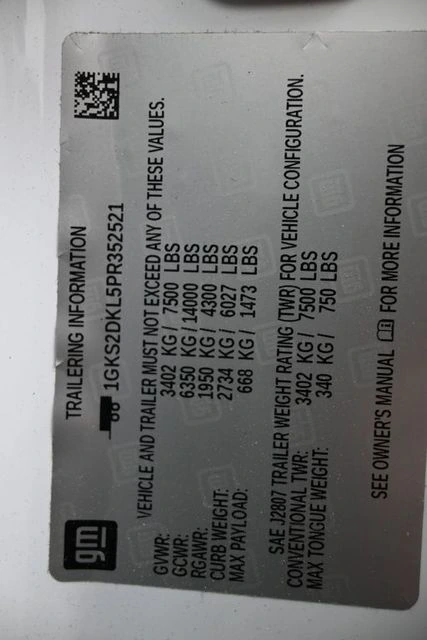 gm
TRAILERING INFORMATION
1GKS2DKL5PR352521
VEHICLE AND TRAILER MUST NOT EXCEED ANY OF THESE VALUES.
GVWR: 3402 KG / 7500 LBS
GCWR: 6350 KG / 14000 LBS
RGAWR: 1950 KG / 4300 LBS
CURB WEIGHT: 2734 KG / 6027 LBS
MAX PAYLOAD: 668 KG / 1473 LBS
SAE J2807 TRAILER WEIGHT RATING (TWR) FOR VEHICLE CONFIGURATION.
CONVENTIONAL TWR: 3402 KG / 7500 LBS
MAX TONGUE WEIGHT: 340 KG / 750 LBS
SEE OWNER'S MANUAL FOR MORE INFORMATION